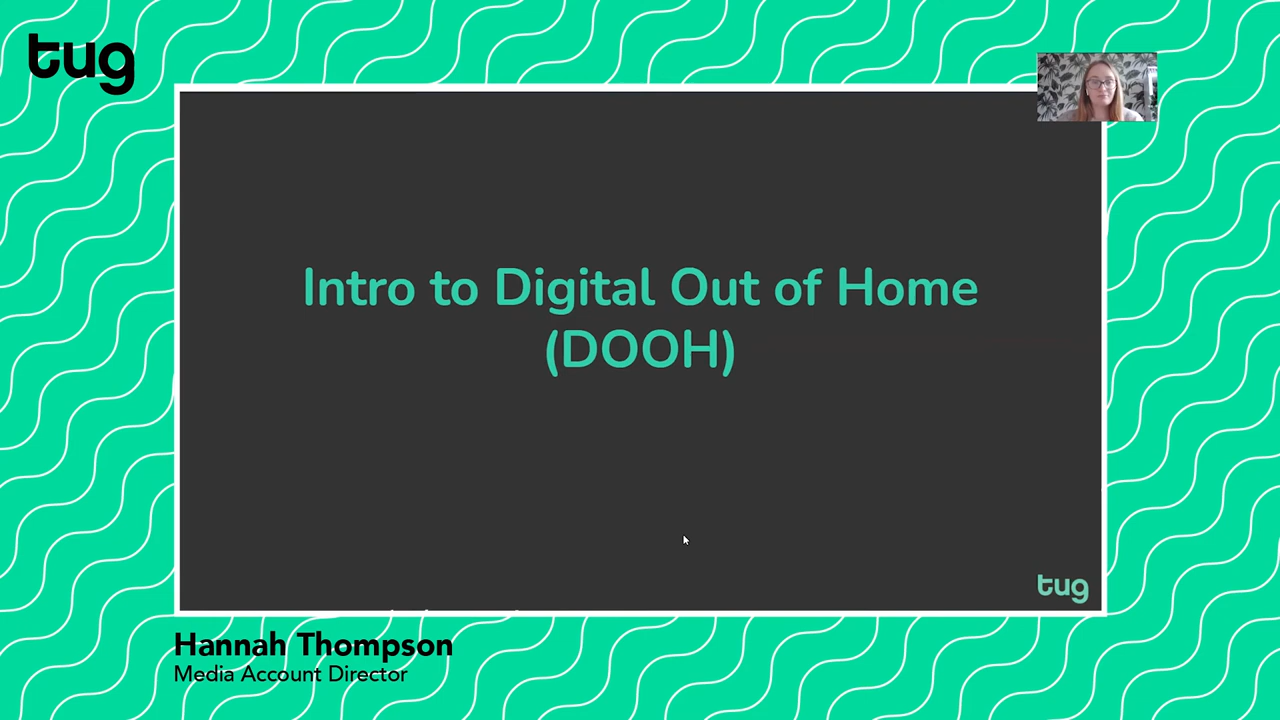 tug
Intro to Digital Out of Home
(DOOH)
tug
Hannah Thompson
Media Account Director